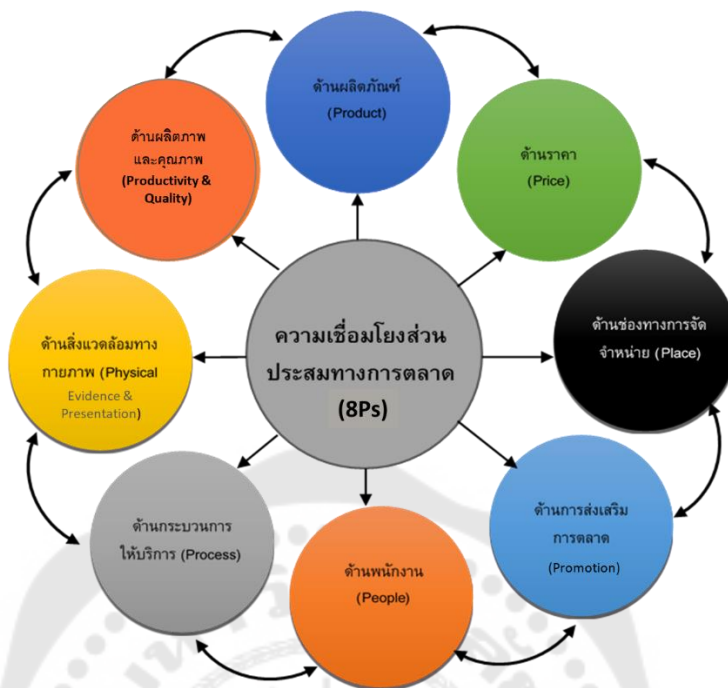 ด้านผลิตภัณฑ์
(Product)
ด้านราคา
(Price)
ด้านช่องทางการจัด
จำหน่าย (Place)
ด้านการส่งเสริม
การตลาด
(Promotion)
ด้านพนักงาน
(People)
ด้านกระบวนการ
ให้บริการ (Process)
ด้านสิ่งแวดล้อมทาง
กายภาพ (Physical
Evidence &
Presentation)
ด้านผลิตภาพ
และคุณภาพ
(Productivity &
Quality)
ความเชื่อมโยงส่วน
ประสมทางการตลาด
(8Ps)